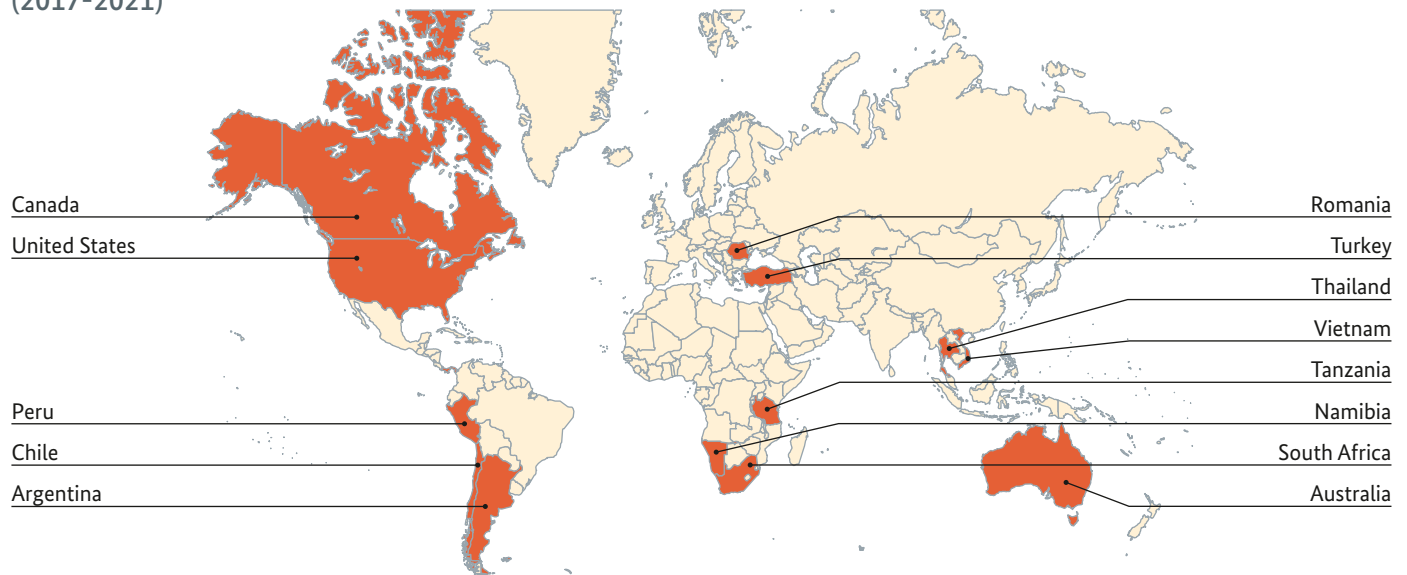 (2017-2021)
Canada
United States
Peru
Chile
Argentina
Romania
Turkey
Thailand
Vietnam
Tanzania
Namibia
South Africa
Australia